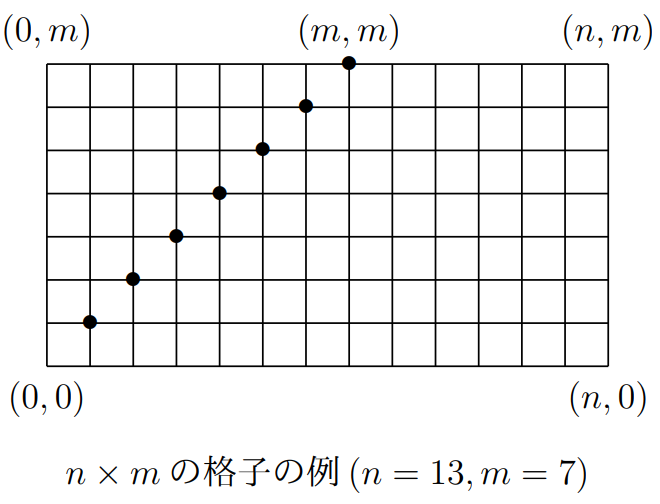 (0, m) (m, m) (n, m)
(0, 0) (n, 0)
n × m の格子の例 (n = 13, m = 7)